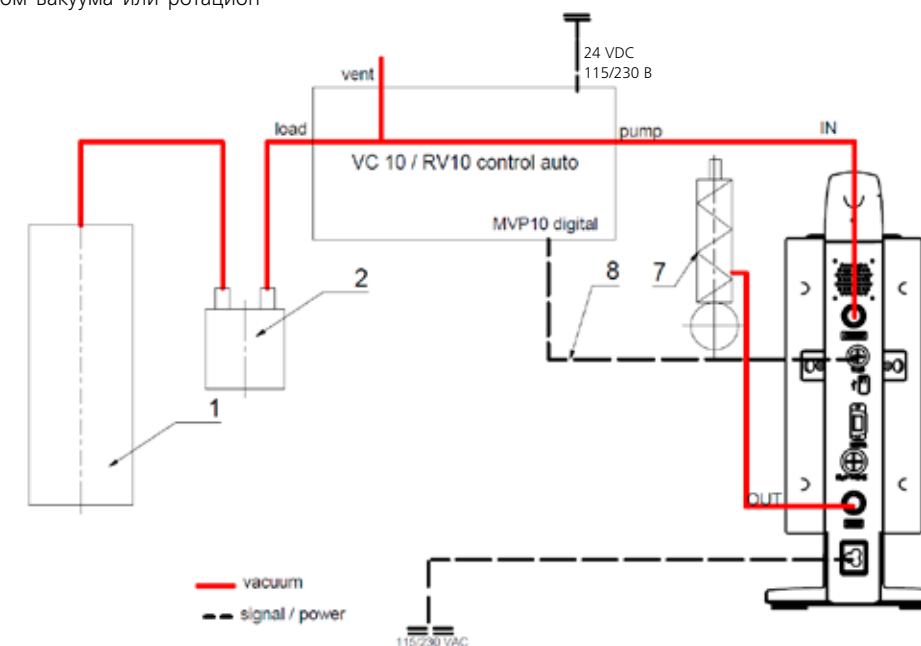 ом вакуума или ротацион
24 VDC
115/230 В
vent
load
pump
IN
VC 10 / RV10 control auto
MVP10 digital
8
7
2
1
OUT
vacuum
signal / power
115/230 VAC